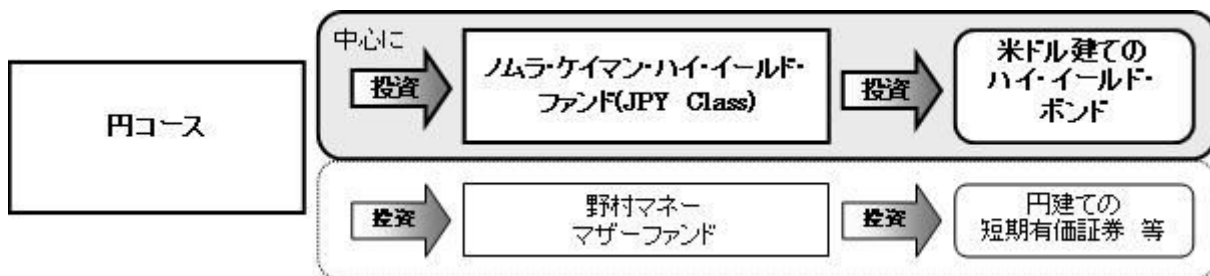 円コース
中心に
投資
ノムラ・ケイマン・ハイ・イールド・
ファンド(JPY Class)
投資
米ドル建ての
ハイ・イールド・
ボンド
投資
野村マネー
マザーファンド
投資
円建ての
短期有価証券 等